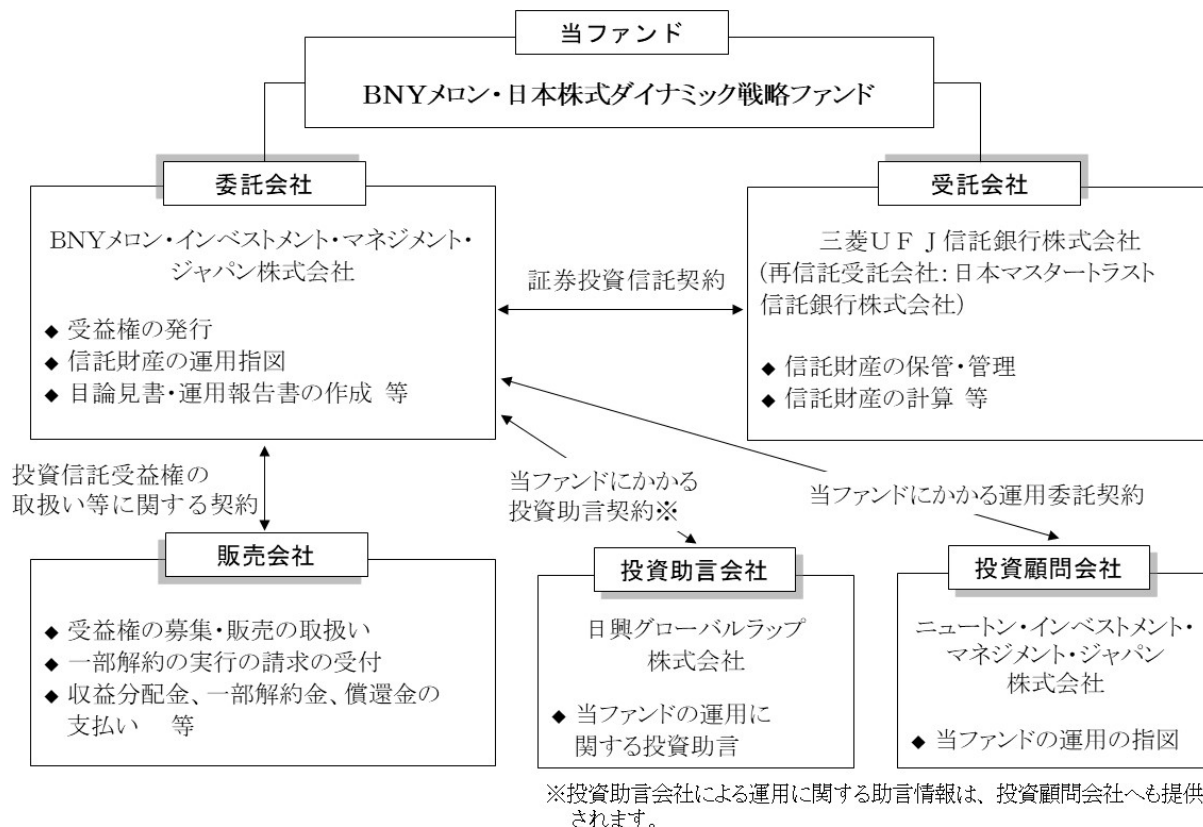 当ファンド
BNYメロン・日本株式ダイナミック戦略ファンド
委託会社
BNYメロン・インベストメント・マネジメント・
ジャパン株式会社
◆ 受益権の発行
◆ 信託財産の運用指図
◆ 目論見書・運用報告書の作成 等
証券投資信託契約
受託会社
三菱UFJ信託銀行株式会社
(再信託受託会社:日本マスタートラスト
信託銀行株式会社)
◆ 信託財産の保管・管理
◆ 信託財産の計算 等
投資信託受益権の
取扱い等に関する契約
当ファンドにかかる
投資助言契約※
当ファンドにかかる運用委託契約
販売会社
◆ 受益権の募集・販売の取扱い
◆ 一部解約の実行の請求の受付
◆ 収益分配金、一部解約金、償還金の
支払い 等
投資助言会社
日興グローバルラップ
株式会社
◆ 当ファンドの運用に
関する投資助言
投資顧問会社
ニュートン・インベストメント・
マネジメント・ジャパン
株式会社
◆ 当ファンドの運用の指図
※投資助言会社による運用に関する助言情報は、投資顧問会社へも提供
されます。